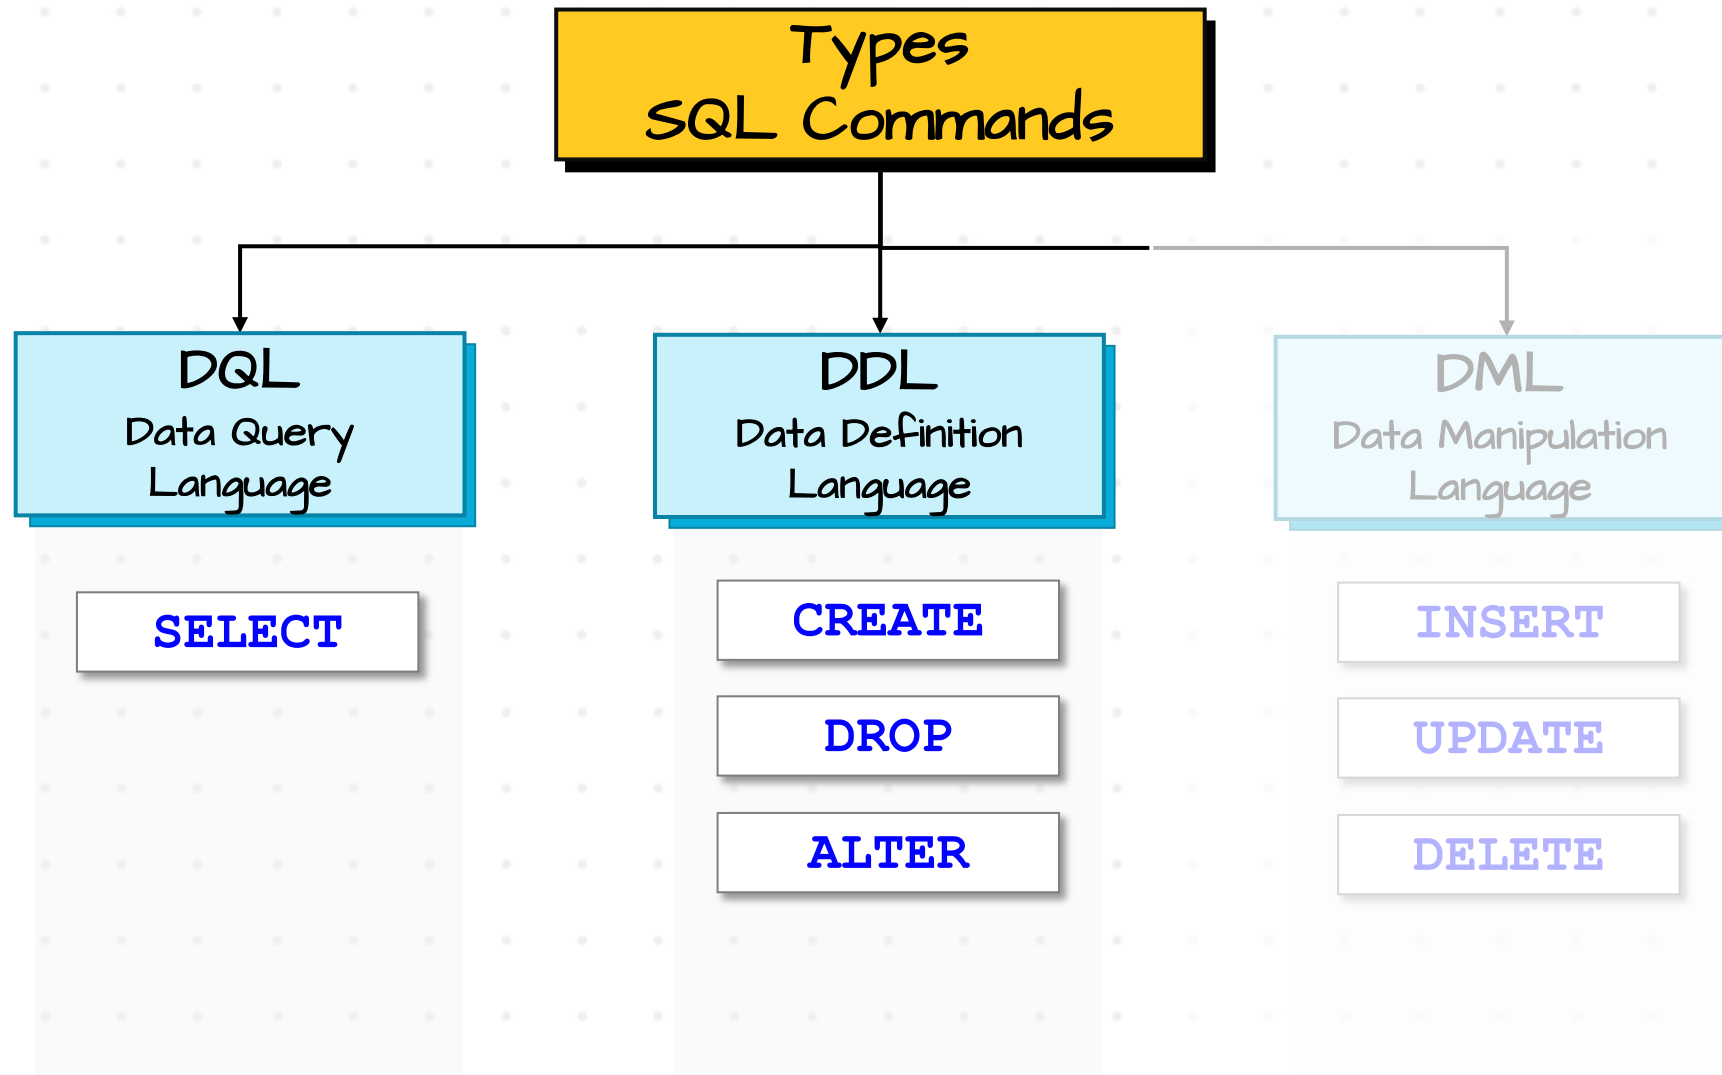 Types
SQL Commands
DQL
Data Query
Language
SELECT
DDL
Data Definition
Language
CREATE
DROP
ALTER
DML
Data Manipulation
Language
INSERT
UPDATE
DELETE